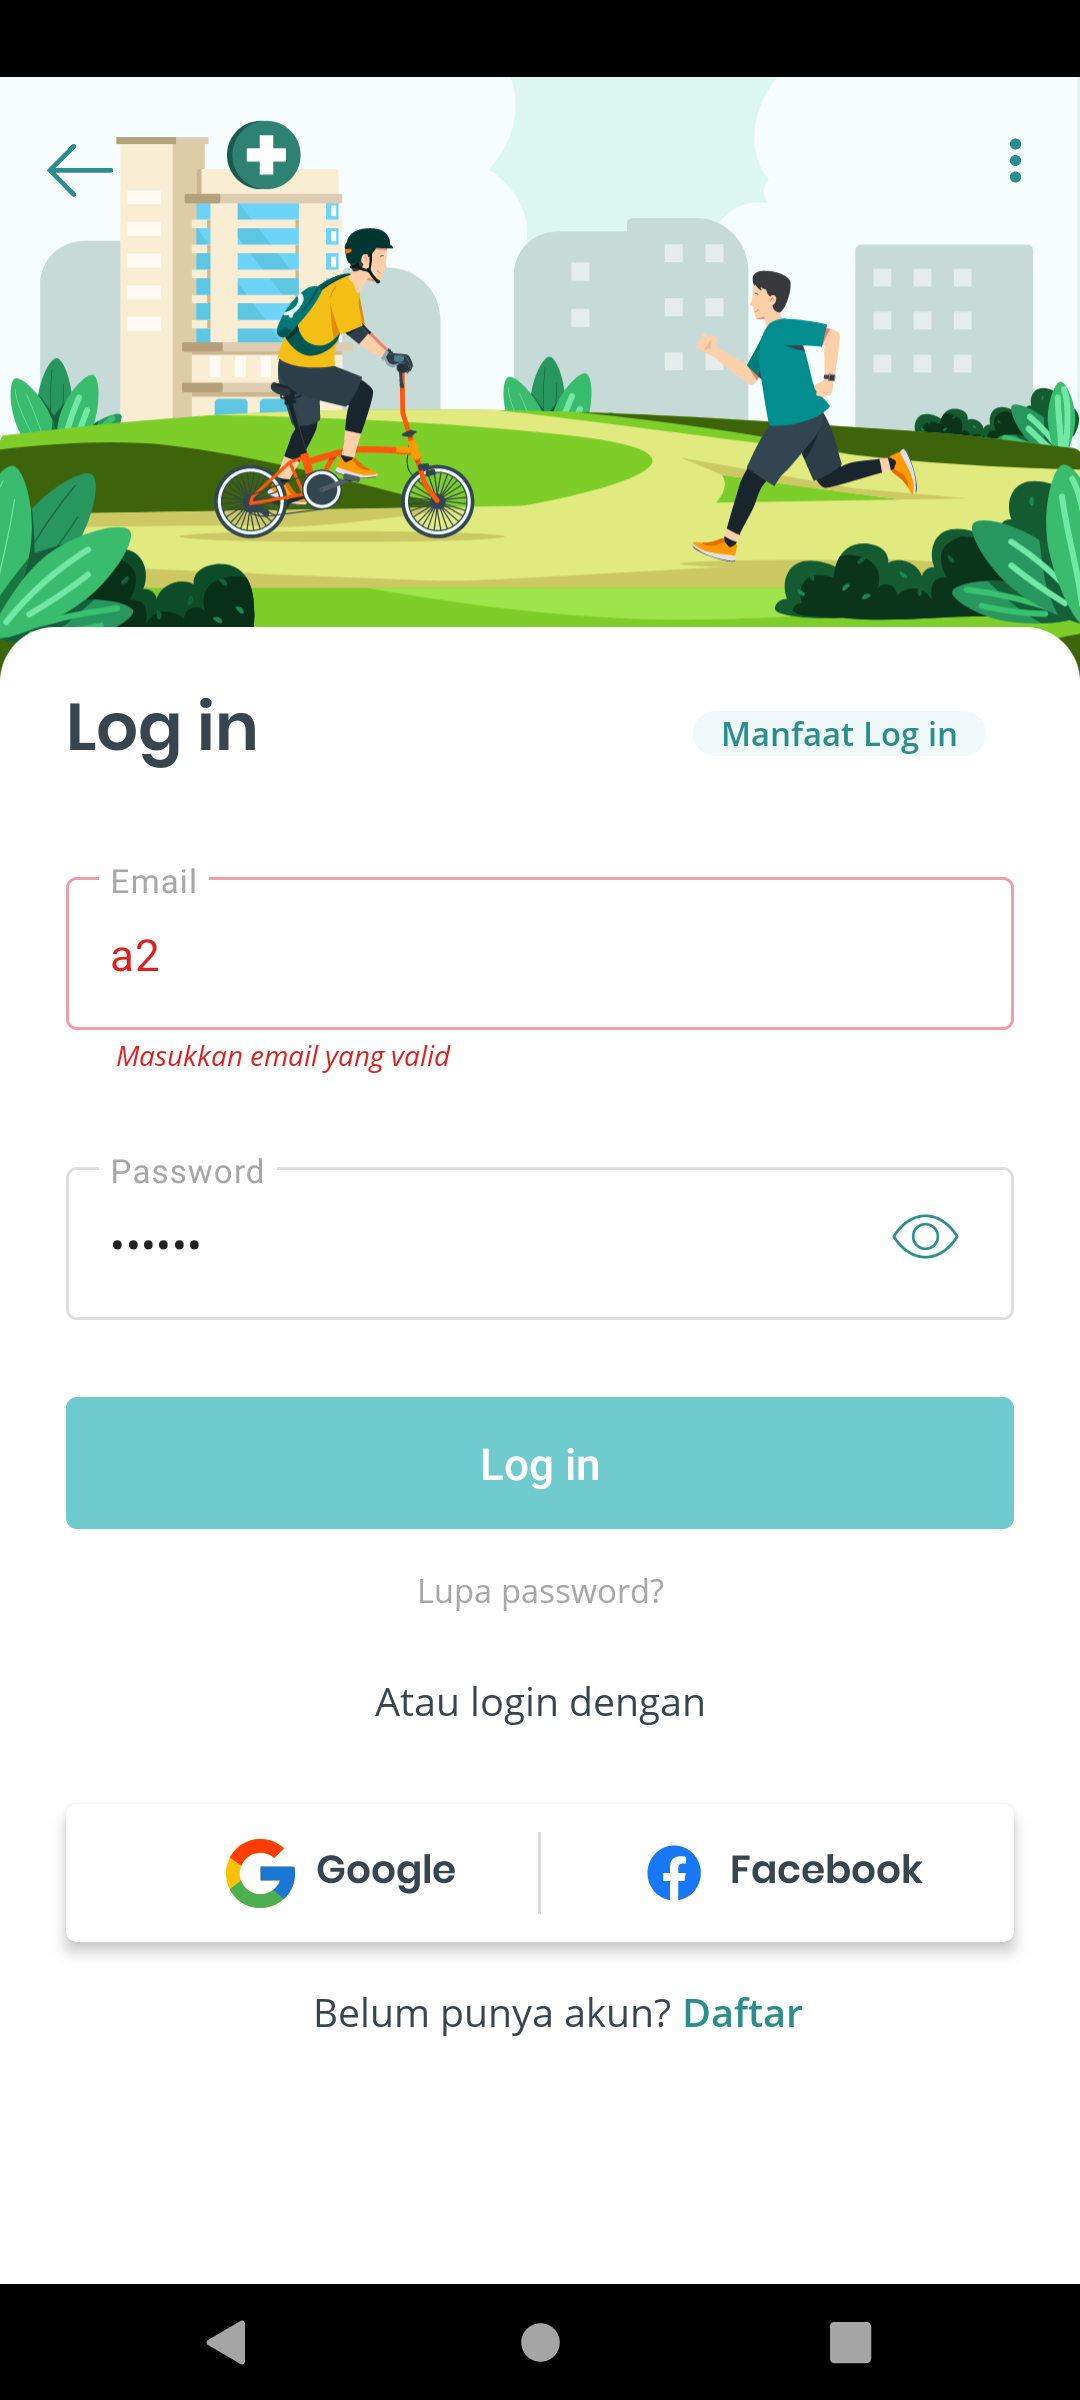 Log in
Manfaat Log in
Email
a2
Masukkan email yang valid
Password
••••••
Log in
Lupa password?
Atau login dengan
Google
Facebook
Belum punya akun? Daftar